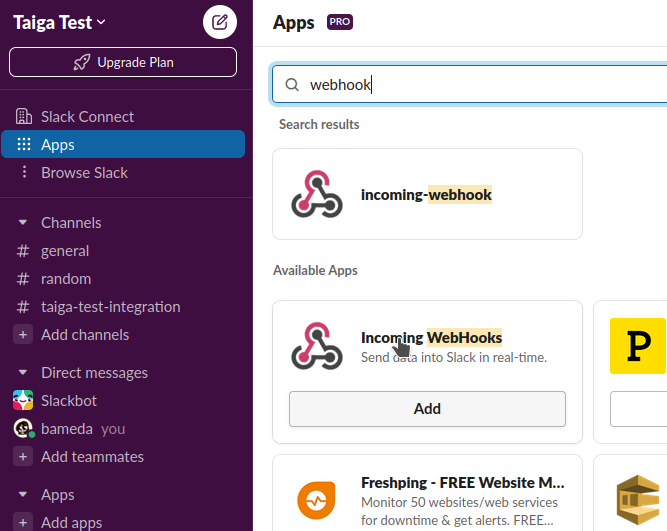 Taiga Test
Upgrade Plan
Slack Connect
Apps
Browse Slack
Channels
# general
# random
# taiga-test-integration
+ Add channels
Direct messages
Slackbot
bameda you
+ Add teammates
Apps
+ Add apps
Apps PRO
webhook
Search results
incoming-webhook
Available Apps
Incoming WebHooks
Send data into Slack in real-time.
Add
P
Freshping - FREE Website M...
Monitor 50 websites/web services
for downtime & get alerts. FREE...